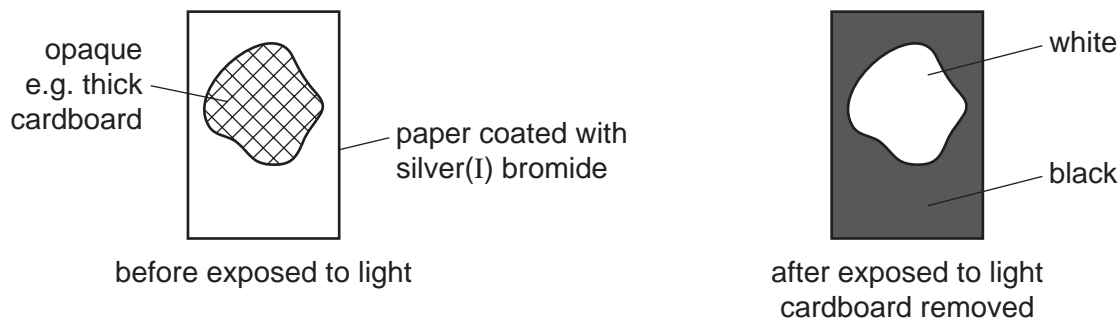 opaque
e.g. thick
cardboard
paper coated with
silver(I) bromide
before exposed to light
white
black
after exposed to light
cardboard removed